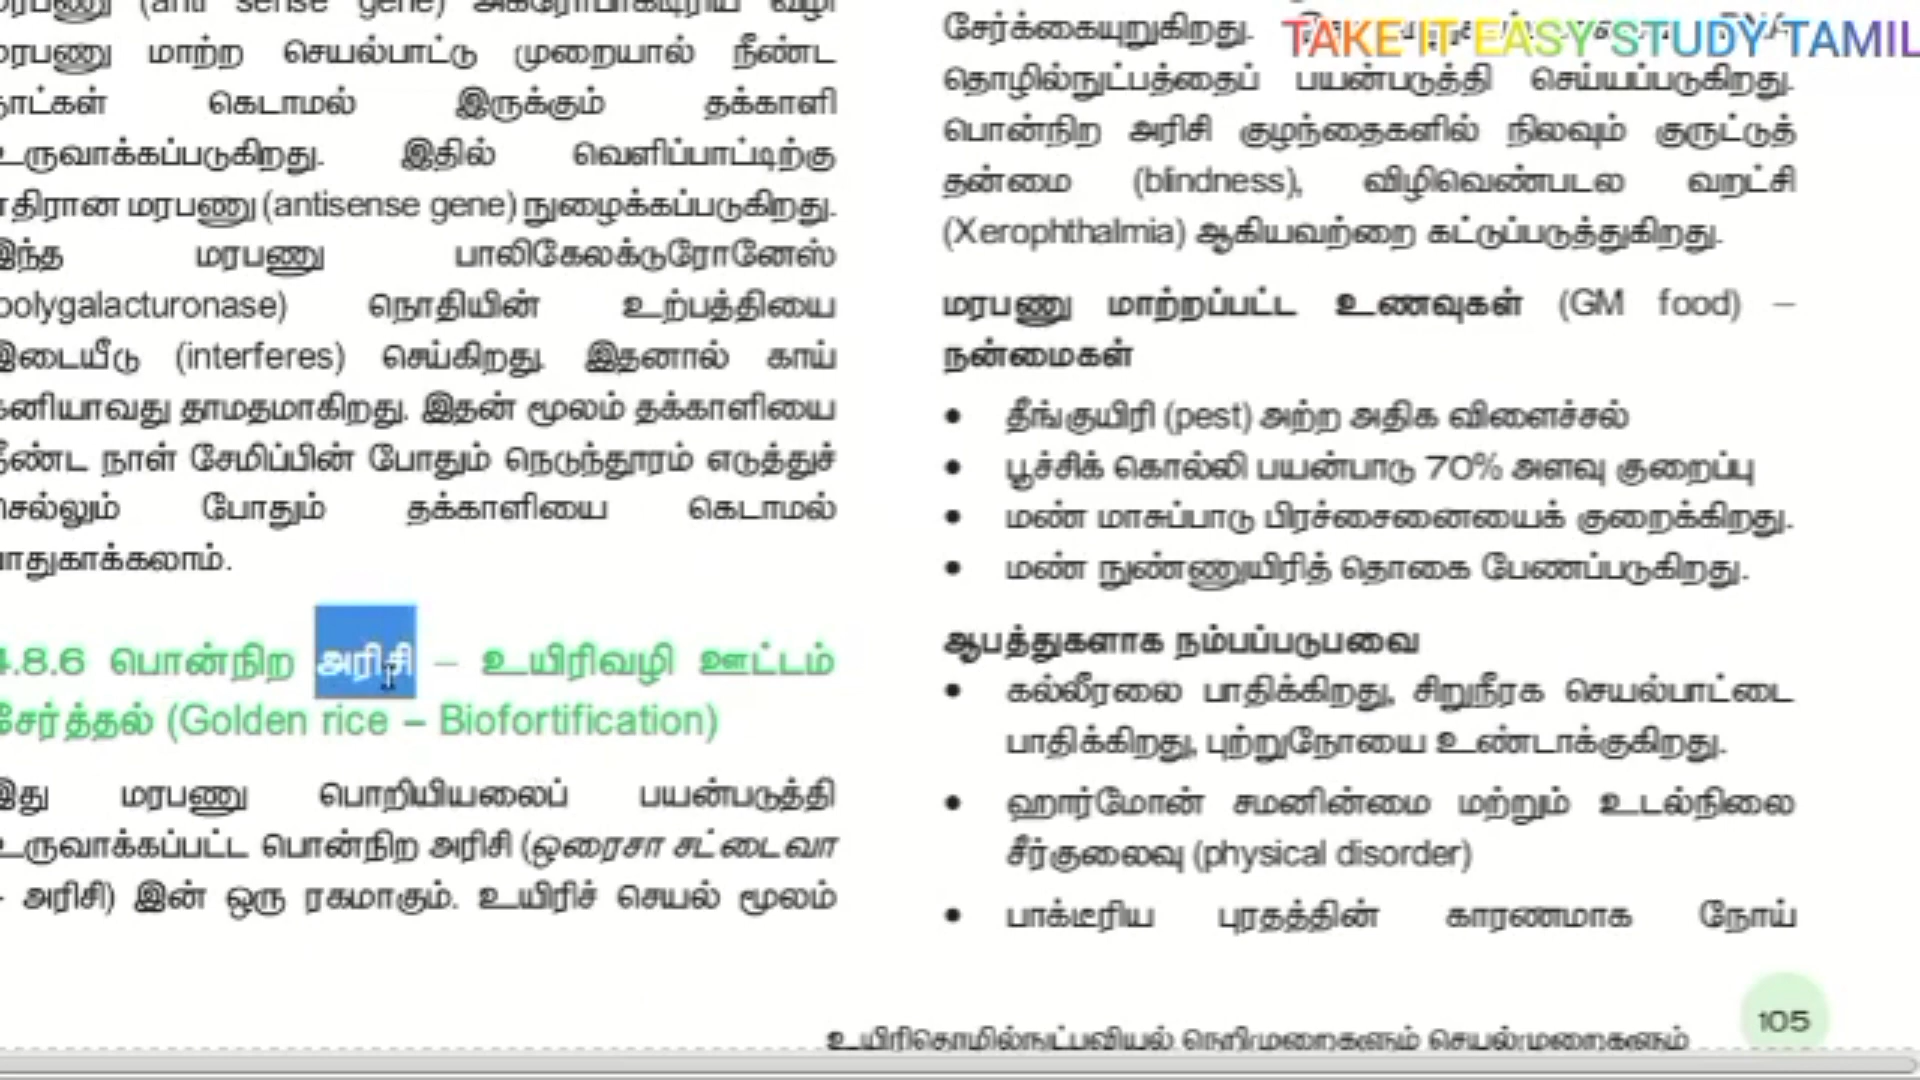 மரபணு மாற்ற செயல்பாட்டு முறையால் நீண்ட
நாட்கள் கெடாமல் இருக்கும் தக்காளி
உருவாக்கப்படுகிறது. இதில் வெளிப்பாட்டிற்கு
எதிரான மரபணு (antisense gene) நுழைக்கப்படுகிறது.
இந்த மரபணு பாலிகேலக்டுரோனேஸ்
polygalacturonase) நொதியின் உற்பத்தியை
இடையீடு (interferes) செய்கிறது. இதனால் காய்
கனியாவது தாமதமாகிறது. இதன் மூலம் தக்காளியை
நீண்ட நாள் சேமிப்பின் போதும் நெடுந்தூரம் எடுத்துச்
செல்லும் போதும் தக்காளியை கெடாமல்
பாதுகாக்கலாம்.
4.8.6 பொன்நிற அரிசி – உயிரிவழி ஊட்டம்
சேர்த்தல் (Golden rice – Biofortification)
இது மரபணு பொறியியலைப் பயன்படுத்தி
உருவாக்கப்பட்ட பொன்நிற அரிசி (ஒரைசா சட்டைவா
- அரிசி) இன் ஒரு ரகமாகும். உயிரிச் செயல் மூலம்
சேர்க்கையுறுகிறது.
TAKE IT EASY STUDY TAMIL
தொழில்நுட்பத்தைப் பயன்படுத்தி செய்யப்படுகிறது.
பொன்நிற அரிசி குழந்தைகளில் நிலவும் குருட்டுத்
தன்மை (blindness), விழிவெண்படல வறட்சி
(Xerophthalmia) ஆகியவற்றை கட்டுப்படுத்துகிறது.
மரபணு மாற்றப்பட்ட உணவுகள் (GM food) –
நன்மைகள்
• தீங்குயிரி (pest) அற்ற அதிக விளைச்சல்
• பூச்சிக் கொல்லி பயன்பாடு 70% அளவு குறைப்பு
• மண் மாசுப்பாடு பிரச்சைனையைக் குறைக்கிறது.
• மண் நுண்ணுயிரித் தொகை பேணப்படுகிறது.
ஆபத்துகளாக நம்பப்படுபவை
• கல்லீரலை பாதிக்கிறது, சிறுநீரக செயல்பாட்டை
பாதிக்கிறது, புற்றுநோயை உண்டாக்குகிறது.
• ஹார்மோன் சமனின்மை மற்றும் உடல்நிலை
சீர்குலைவு (physical disorder)
• பாக்டீரிய புரதத்தின் காரணமாக நோய்
105
உயிரிதொழில்நுட்பவியல் நெறிமுறைகளும் செயல்முறைகளும்